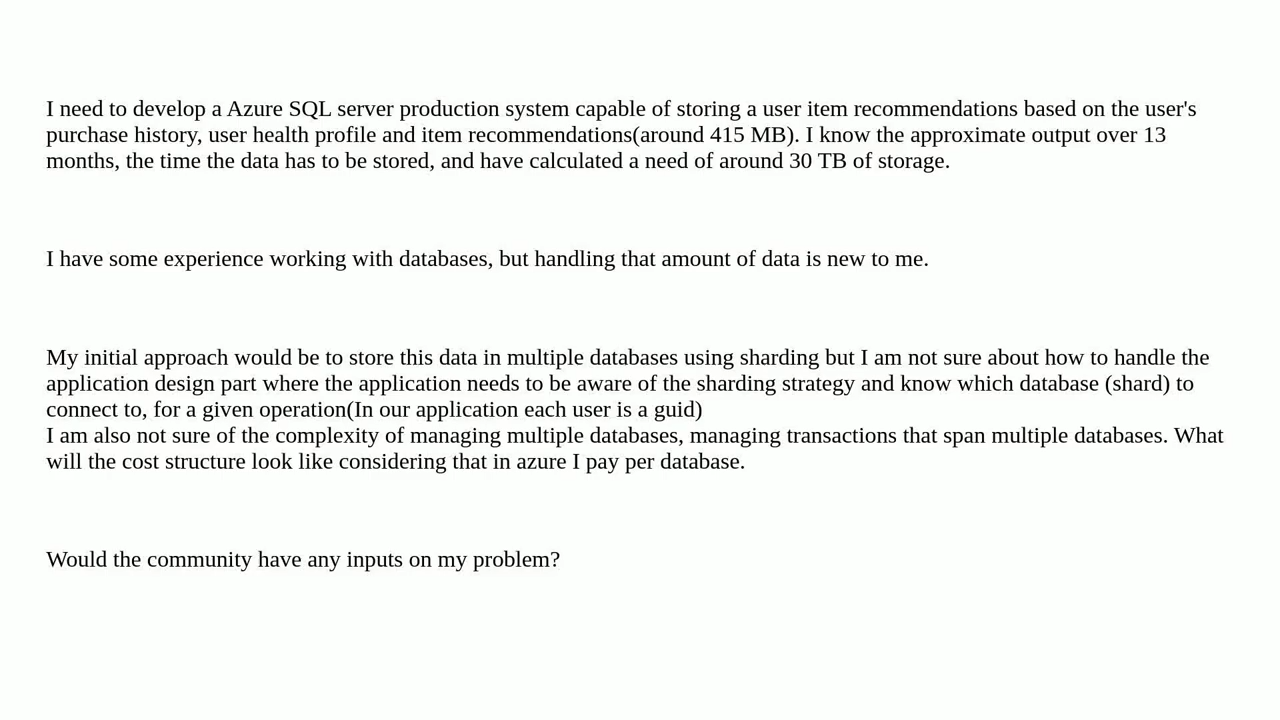 I need to develop a Azure SQL server production system capable of storing a user item recommendations based on the user's
purchase history, user health profile and item recommendations(around 415 MB). I know the approximate output over 13
months, the time the data has to be stored, and have calculated a need of around 30 TB of storage.
I have some experience working with databases, but handling that amount of data is new to me.
My initial approach would be to store this data in multiple databases using sharding but I am not sure about how to handle the
application design part where the application needs to be aware of the sharding strategy and know which database (shard) to
connect to, for a given operation(In our application each user is a guid)
I am also not sure of the complexity of managing multiple databases, managing transactions that span multiple databases. What
will the cost structure look like considering that in azure I pay per database.
Would the community have any inputs on my problem?